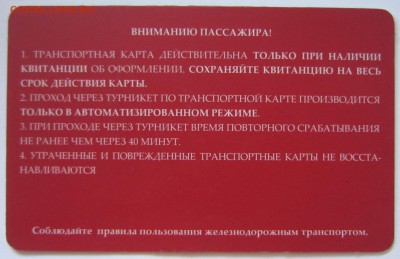 ВНИМАНИЮ ПАССАЖИРА!
1. ТРАНСПОРТНАЯ КАРТА ДЕЙСТВИТЕЛЬНА ТОЛЬКО ПРИ НАЛИЧИИ
КВИТАНЦИИ ОБ ОФОРМЛЕНИИ. СОХРАНЯЙТЕ КВИТАНЦИЮ НА ВЕСЬ
СРОК ДЕЙСТВИЯ КАРТЫ.
2. ПРОХОД ЧЕРЕЗ ТУРНИКЕТ ПО ТРАНСПОРТНОЙ КАРТЕ ПРОИЗВОДИТСЯ
ТОЛЬКО В АВТОМАТИЗИРОВАННОМ РЕЖИМЕ.
3. ПРИ ПРОХОДЕ ЧЕРЕЗ ТУРНИКЕТ ВРЕМЯ ПОВТОРНОГО СРАБАТЫВАНИЯ
НЕ РАНЕЕ ЧЕМ ЧЕРЕЗ 40 МИНУТ.
4. УТРАЧЕННЫЕ И ПОВРЕЖДЕННЫЕ ТРАНСПОРТНЫЕ КАРТЫ НЕ ВОССТА-
НАВЛИВАЮТСЯ
Соблюдайте правила пользования железнодорожным транспортом.